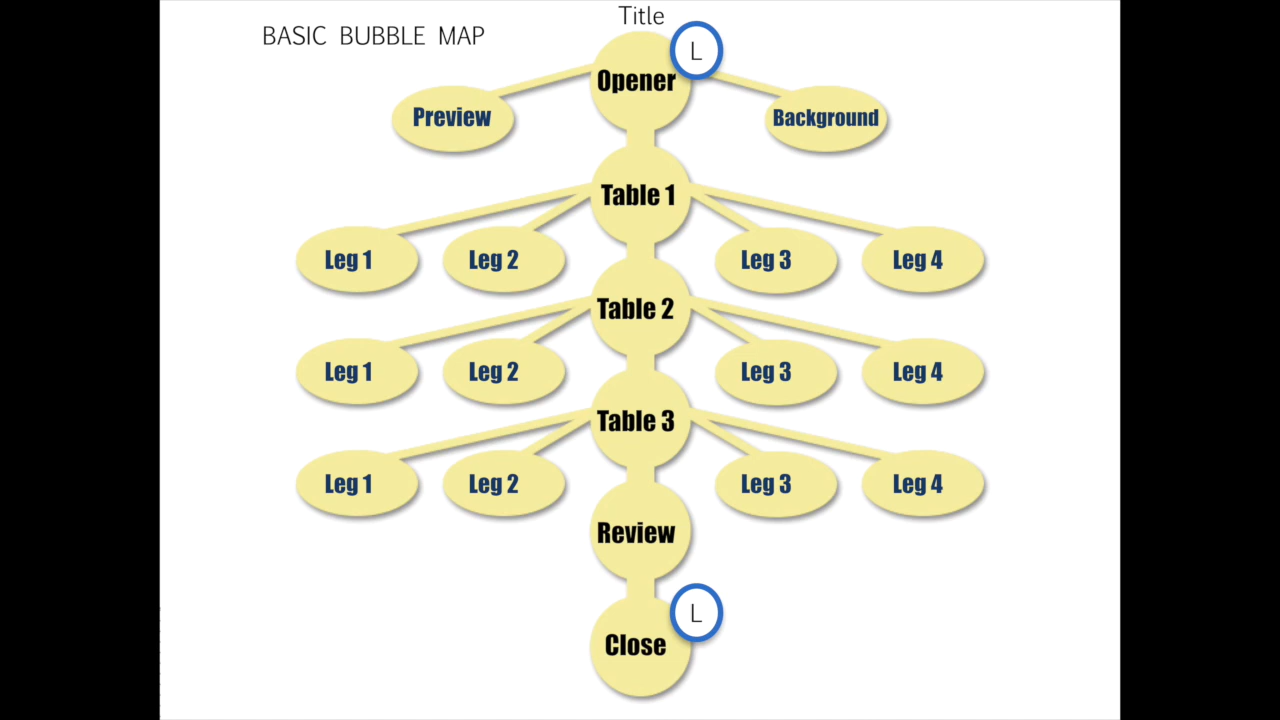 Title
BASIC BUBBLE MAP
L
Opener
Preview
Background
Table 1
Leg 1 Leg 2 Leg 3 Leg 4
Table 2
Leg 1 Leg 2 Leg 3 Leg 4
Table 3
Leg 1 Leg 2 Leg 3 Leg 4
Review
L
Close